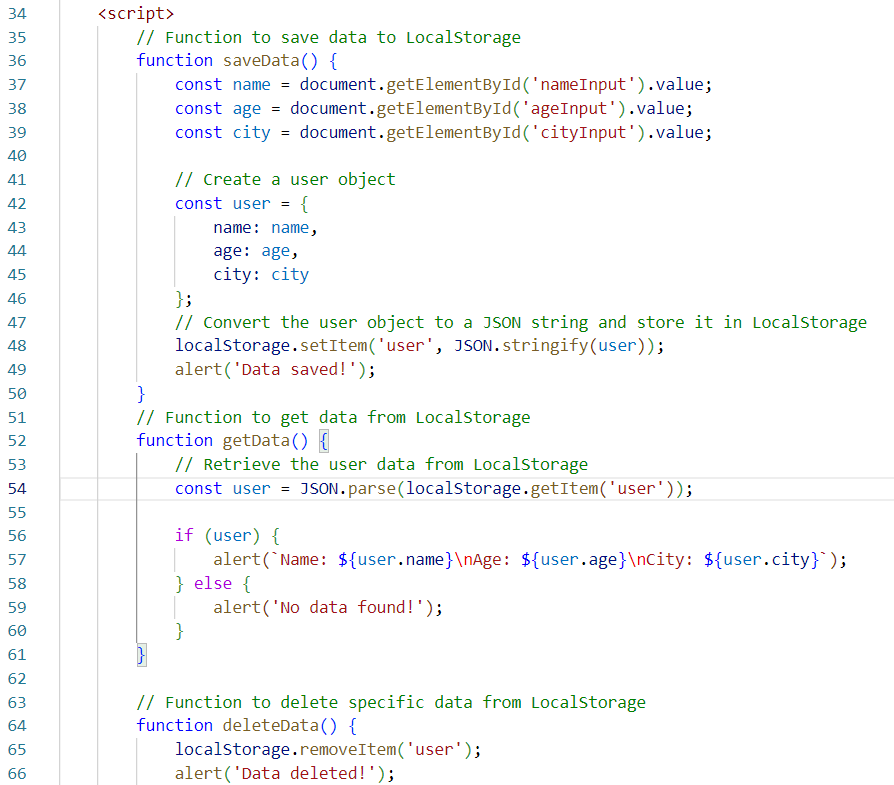 34 <script>
35 // Function to save data to LocalStorage
36 function saveData() {
37 const name = document.getElementById('nameInput').value;
38 const age = document.getElementById('ageInput').value;
39 const city = document.getElementById('cityInput').value;
40
41 // Create a user object
42 const user = {
43 name: name,
44 age: age,
45 city: city
46 };
47 // Convert the user object to a JSON string and store it in LocalStorage
48 localStorage.setItem('user', JSON.stringify(user));
49 alert('Data saved!');
50 }
51 // Function to get data from LocalStorage
52 function getData() {
53 // Retrieve the user data from LocalStorage
54 const user = JSON.parse(localStorage.getItem('user'));
55
56 if (user) {
57 alert(`Name: ${user.name}\nAge: ${user.age}\nCity: ${user.city}`);
58 } else {
59 alert('No data found!');
60 }
61 }
62
63 // Function to delete specific data from LocalStorage
64 function deleteData() {
65 localStorage.removeItem('user');
66 alert('Data deleted!');